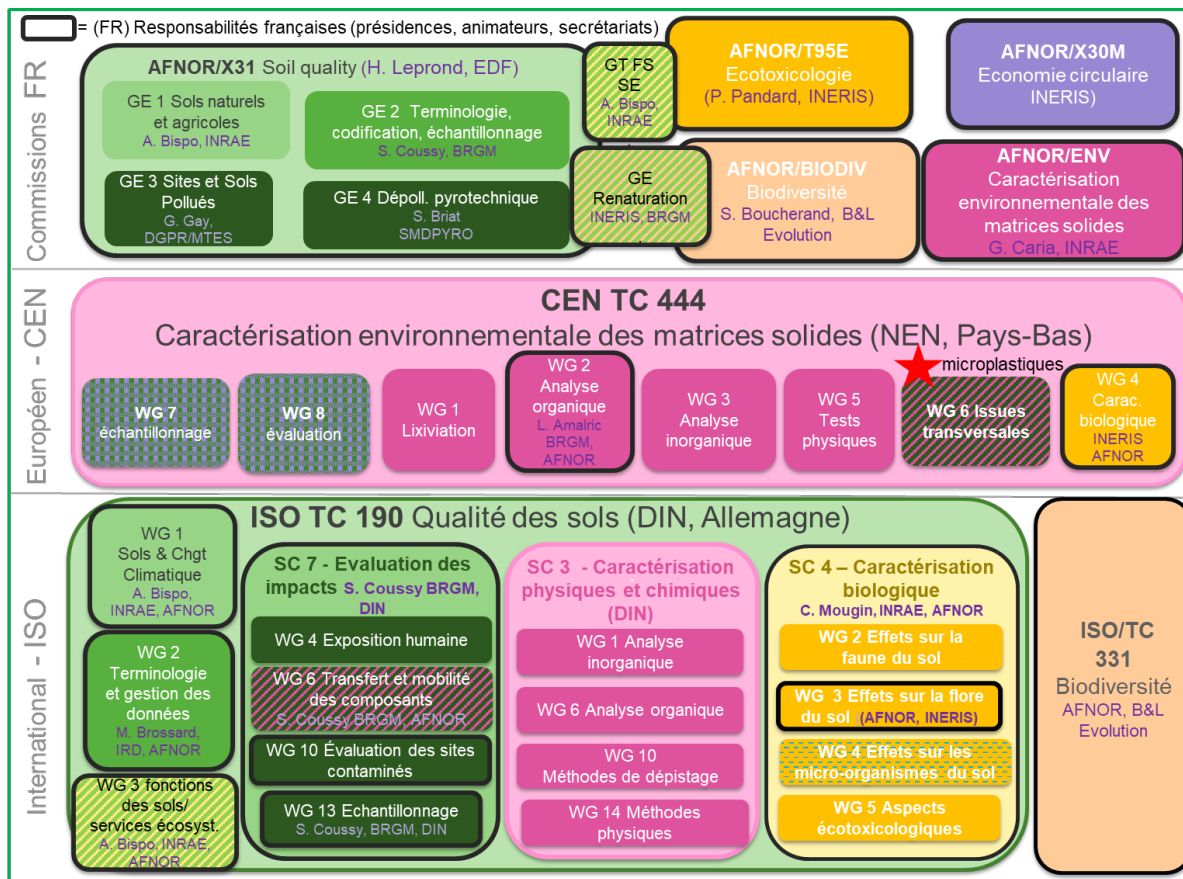 = (FR) Responsabilités françaises (présidences, animateurs, secrétariats)
Commissions FR
AFNOR/X31 Soil quality (H. Leprond, EDF)
GE 1 Sols naturels
et agricoles
A. Bispo, INRAE
GE 2 Terminologie,
codification, échantillonnage
S. Coussy, BRGM
GE 3 Sites et Sols
Pollués
G. Gay,
DGPR/MTES
GE 4 Dépoll. pyrotechnique
S. Briat
SMDPYRO
GT FS
SE
A. Bispo,
INRAE
GE
Renaturation
INERIS, BRGM
AFNOR/T95E
Ecotoxicologie
(P. Pandard, INERIS)
AFNOR/X30M
Economie circulaire
INERIS)
AFNOR/BIODIV
Biodiversité
S. Boucherand, B&L
Evolution
AFNOR/ENV
Caractérisation
environnementale des
matrices solides
G. Caria, INRAE
Européen - CEN
CEN TC 444
Caractérisation environnementale des matrices solides (NEN, Pays-Bas)
WG 7
échantillonnage
WG 8
évaluation
WG 1
Lixiviation
WG 2
Analyse
organique
L. Amalric
BRGM,
AFNOR
WG 3
Analyse
inorganique
WG 5
Tests
physiques
microplastiques
WG 6 Issues
transversales
WG 4
Carac.
biologique
INERIS
AFNOR
International - ISO
ISO TC 190 Qualité des sols (DIN, Allemagne)
WG 1
Sols & Chgt
Climatique
A. Bispo,
INRAE, AFNOR
WG 2
Terminologie
et gestion des
données
M. Brossard,
IRD, AFNOR
WG 3 fonctions
des sols/
services écosyst.
A. Bispo, INRAE,
AFNOR
SC 7 - Evaluation des
impacts S. Coussy BRGM,
DIN
WG 4 Exposition humaine
WG 6 Transfert et mobilité
des composants
S. Coussy BRGM, AFNOR
WG 10 Évaluation des sites
contaminés
WG 13 Echantillonnage
S. Coussy, BRGM, DIN
SC 3 - Caractérisation
physiques et chimiques
(DIN)
WG 1 Analyse
inorganique
WG 6 Analyse organique
WG 10
Méthodes de dépistage
WG 14 Méthodes
physiques
SC 4 – Caractérisation
biologique
C. Mougin, INRAE, AFNOR
WG 2 Effets sur la
faune du sol
WG 3 Effets sur la flore
du sol (AFNOR, INERIS)
WG 4 Effets sur les
micro-organismes du sol
WG 5 Aspects
écotoxicologiques
ISO/TC
331
Biodiversité
AFNOR, B&L
Evolution